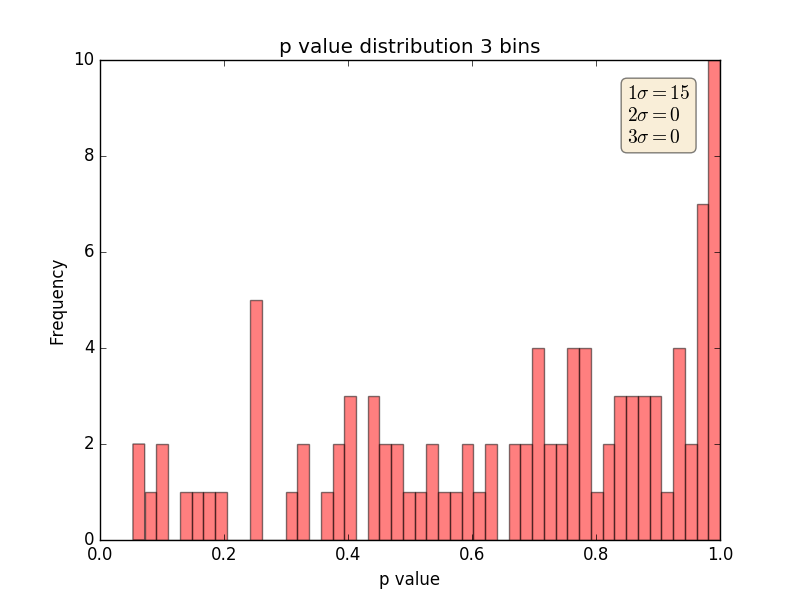 p value distribution 3 bins
10
8
6
4
2
0
Frequency
1σ = 15
2σ = 0
3σ = 0
0.0 0.2 0.4 0.6 0.8 1.0
p value